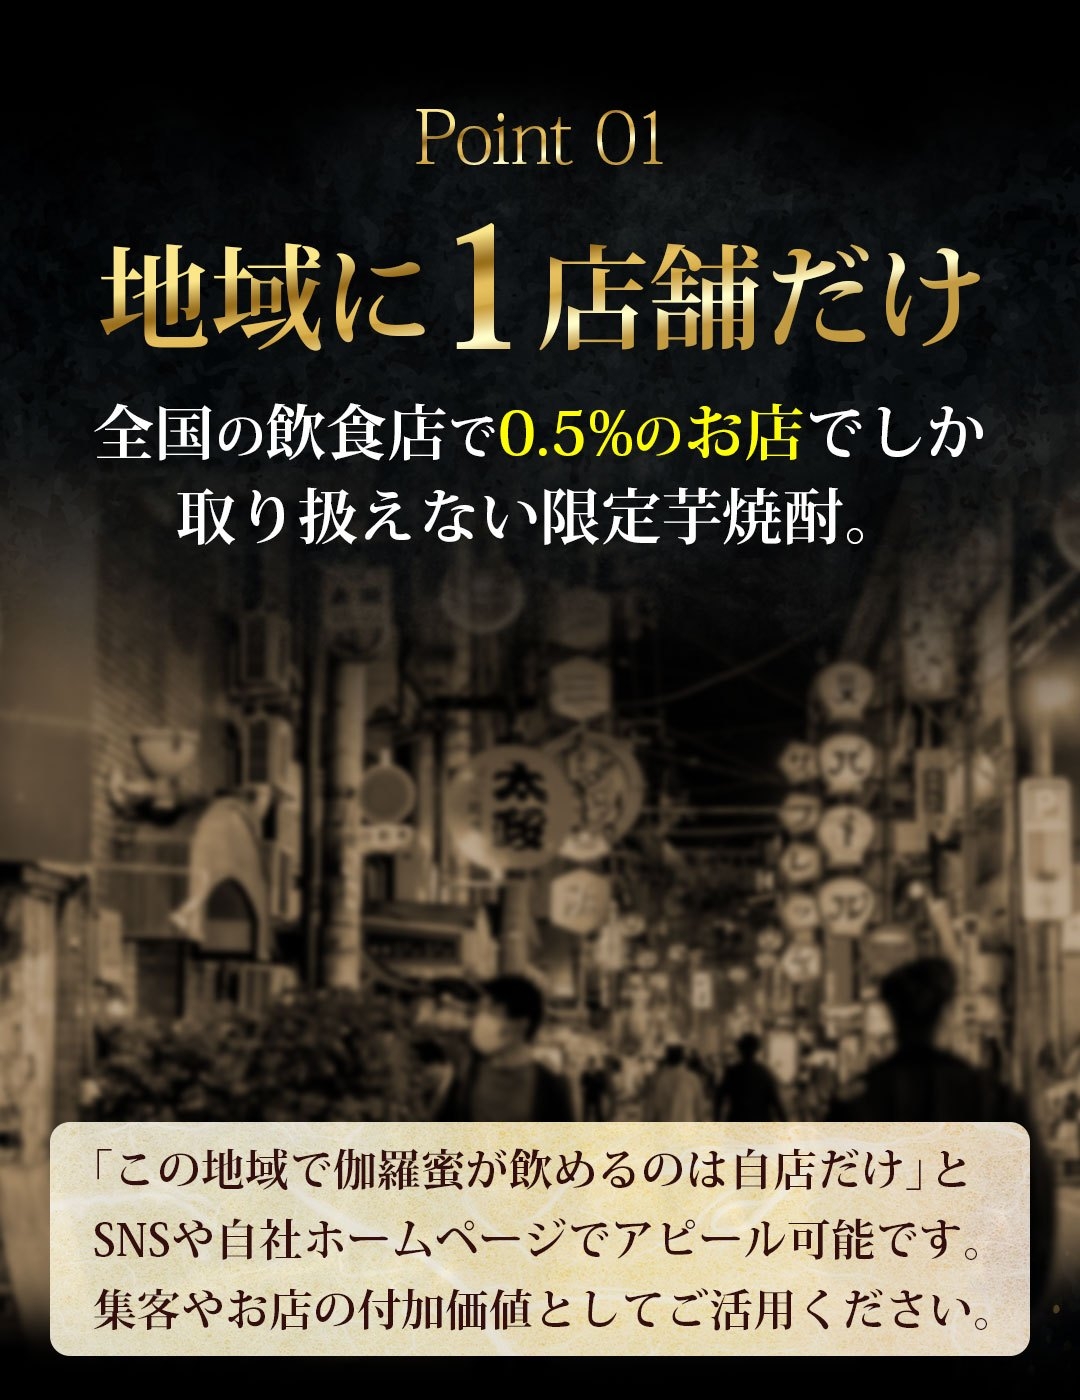 Point 01
地域に1店舗だけ
全国の飲食店で0.5%のお店でしか
取り扱えない限定芋焼酎。
太
「この地域で伽羅蜜が飲めるのは自店だけ」と
SNSや自社ホームページでアピール可能です。
集客やお店の付加価値としてご活用ください。